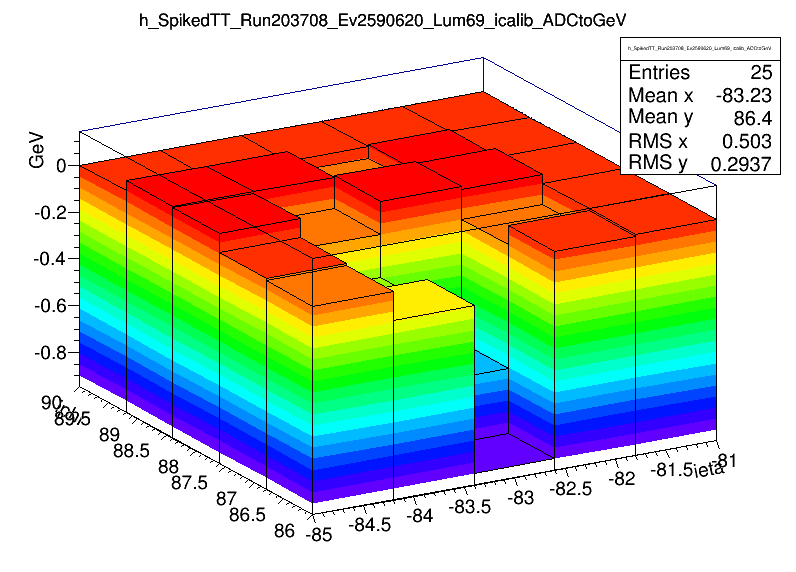 h_SpikedTT_Run203708_Ev2590620_Lum69_icalib_ADCtoGeV
h_SpikedTT_Run203708_Ev2590620_Lum69_icalib_ADCtoGeV
Entries 25
Mean x -83.23
Mean y 86.4
RMS x 0.503
RMS y 0.2937
GeV
0
-0.2
-0.4
-0.6
-0.8
90
89.5
89
88.5
88
87.5
87
86.5
86
-85
-84.5
-84
-83.5
-83
-82.5
-82
-81.5
ieta
-81